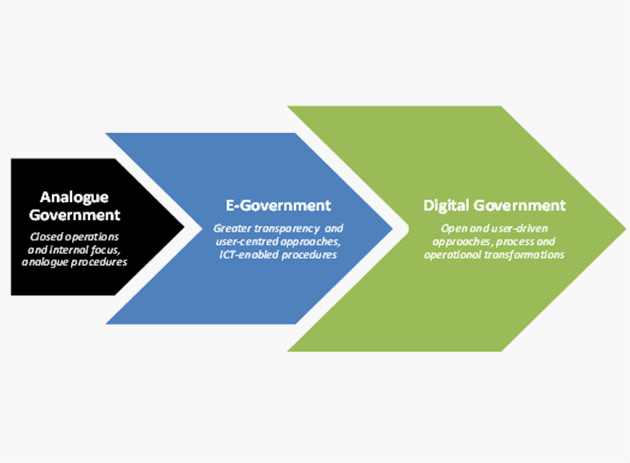 Analogue
Government
Closed operations
and internal focus,
analogue procedures
E-Government
Greater transparency and
user-centred approaches,
ICT-enabled procedures
Digital Government
Open and user-driven
approaches, process and
operational transformations